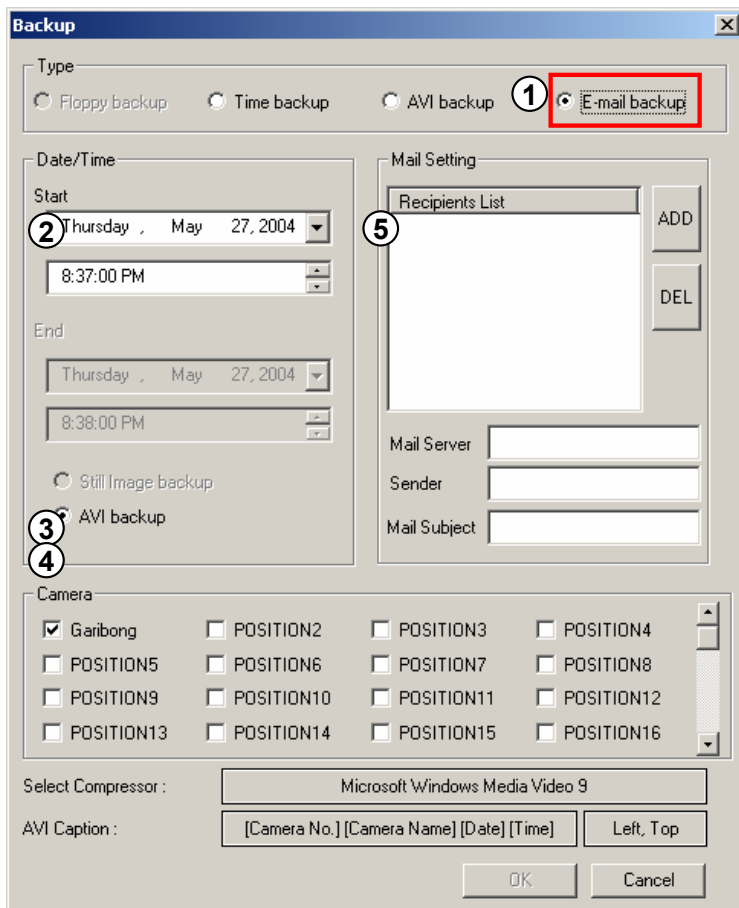 Backup
Type
Floppy backup Time backup AVI backup 1 E-mail backup
Date/Time
Start
2 Thursday , May 27, 2004
8:37:00 PM
End
Thursday , May 27, 2004
8:38:00 PM
Still Image backup
3 AVI backup
4
Mail Setting
5 Recipients List
ADD
DEL
Mail Server
Sender
Mail Subject
Camera
Garibong POSITION2 POSITION3 POSITION4
POSITION5 POSITION6 POSITION7 POSITION8
POSITION9 POSITION10 POSITION11 POSITION12
POSITION13 POSITION14 POSITION15 POSITION16
Select Compressor : Microsoft Windows Media Video 9
AVI Caption : [Camera No.] [Camera Name] [Date] [Time] Left, Top
OK Cancel